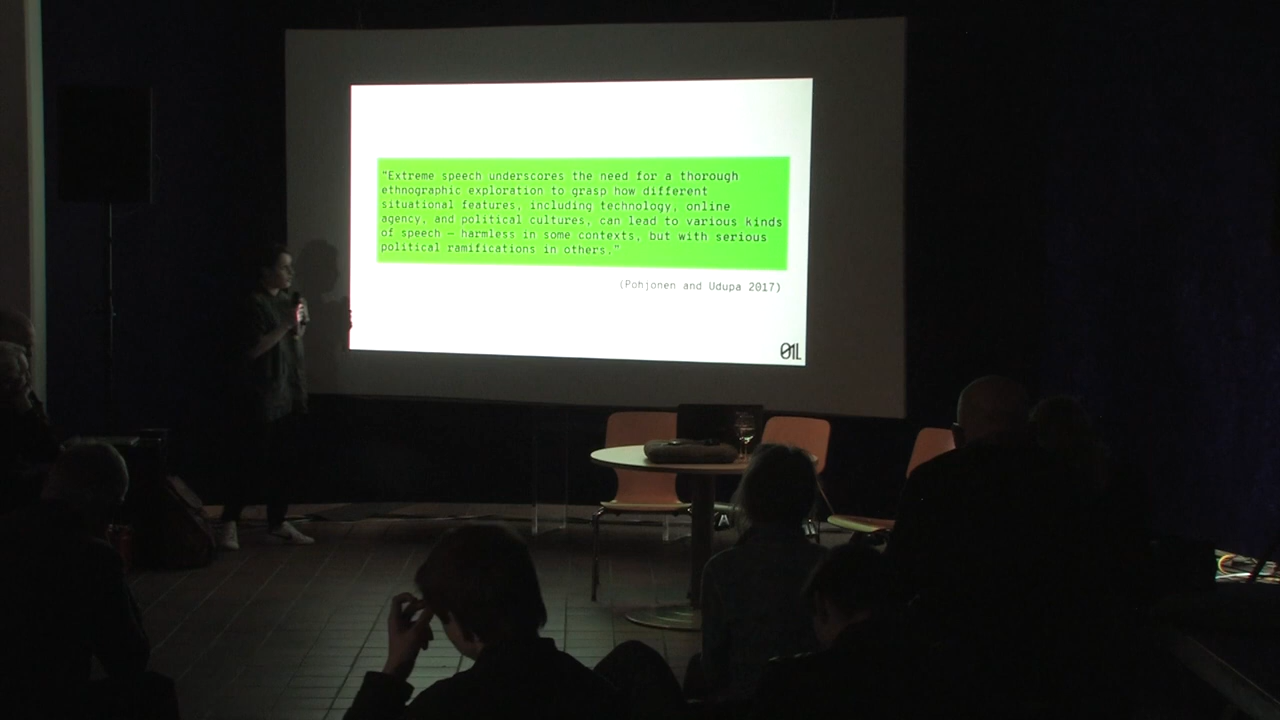 "Extreme speech underscores the need for a thorough
ethnographic exploration to grasp how different
situational features, including technology, online
agency, and political cultures, can lead to various kinds
of speech – harmless in some contexts, but with serious
political ramifications in others."
(Pohjonen and Udupa 2017)